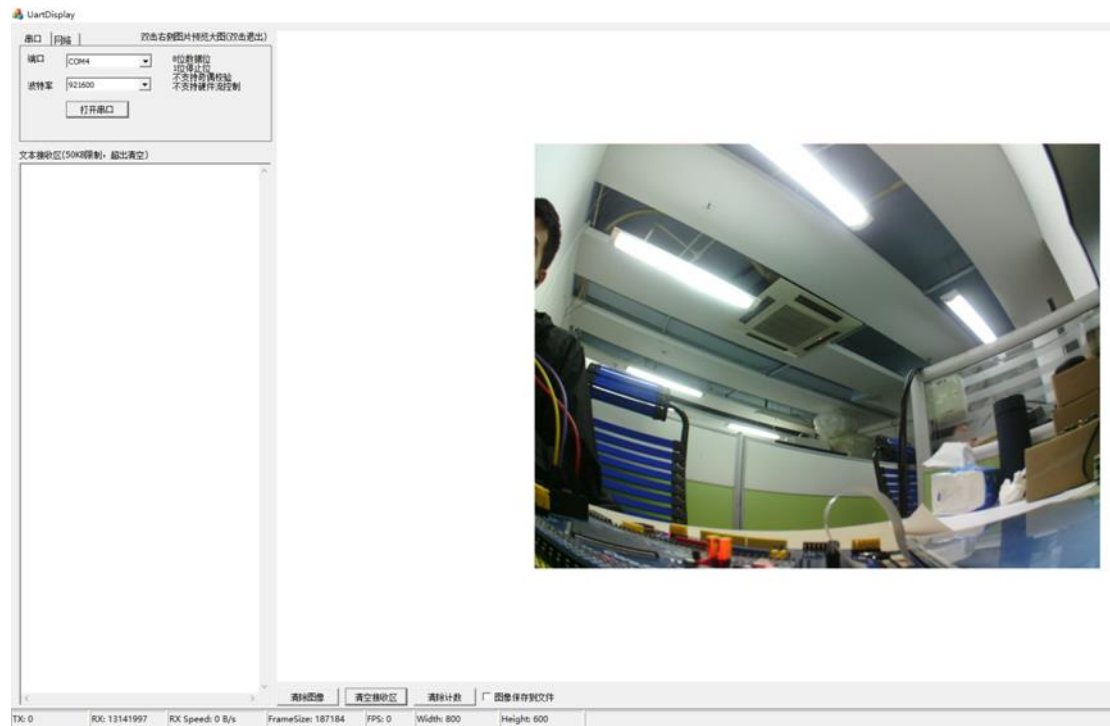 UartDisplay
串口 网络 双击右侧图片预览大图(双击退出)
端口 COM4
波特率 921600
8位数据位
1位停止位
不支持奇偶校验
不支持硬件流控制
打开串口
文本接收区(50KB限制，超出清空)
清除图像 清空接收区 清除计数 图像保存到文件
TX: 0 RX: 13141997 RX Speed: 0 B/s FrameSize: 187184 FPS: 0 Width: 800 Height: 600